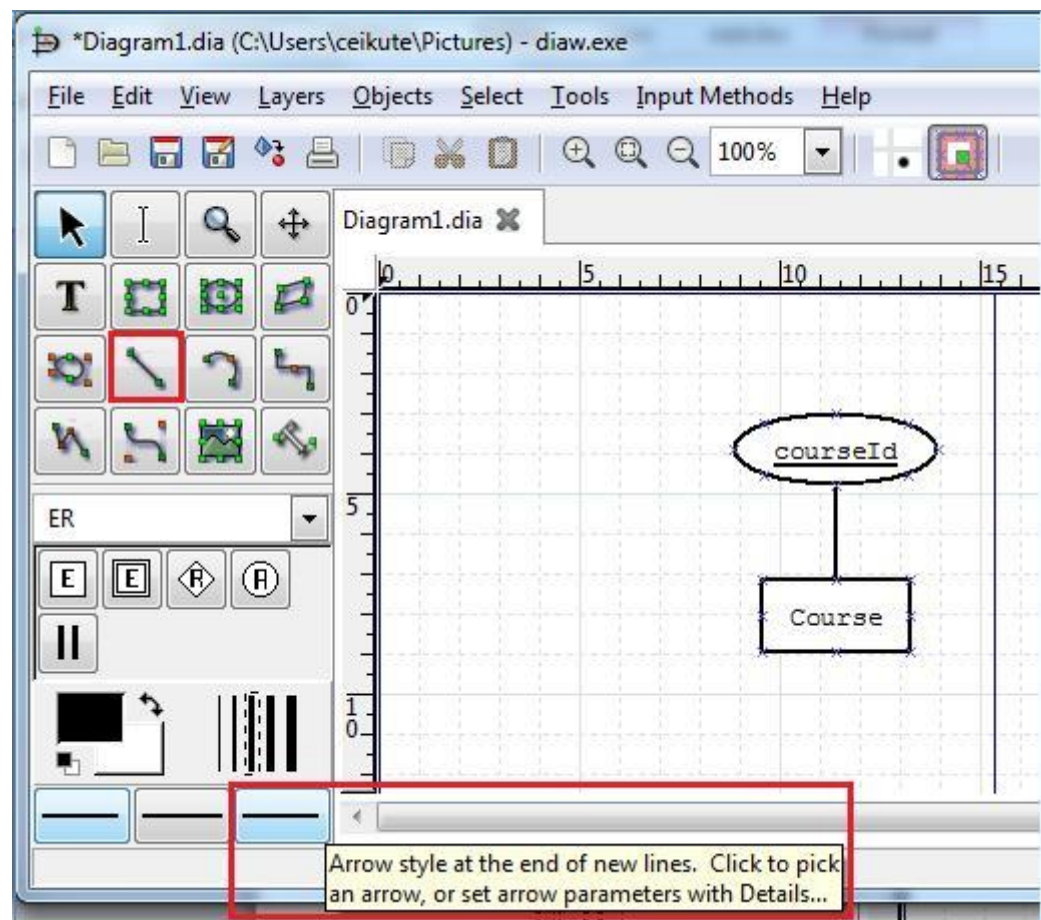 *Diagram1.dia (C:\Users\ceikute\Pictures) - diaw.exe
File Edit View Layers Objects Select Tools Input Methods Help
100%
Diagram1.dia
0 5 10 15
T
0
courseId
5
ER
E E R A
Course
1
0
Arrow style at the end of new lines. Click to pick
an arrow, or set arrow parameters with Details...